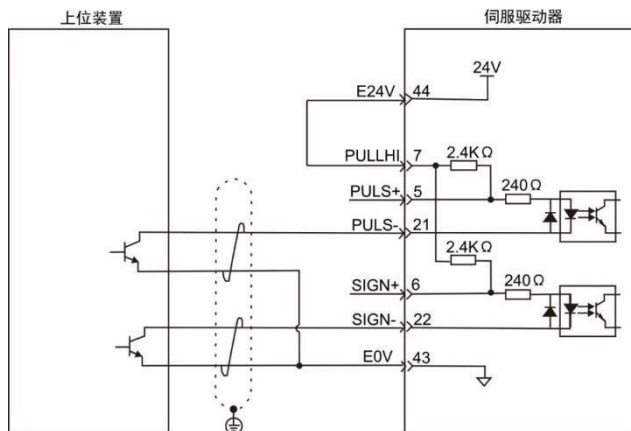 上位装置
伺服驱动器
24V
E24V 44
PULLHI 7 2.4KΩ
PULS+ 5 240Ω
PULS- 21
2.4KΩ
SIGN+ 6 240Ω
SIGN- 22
E0V 43